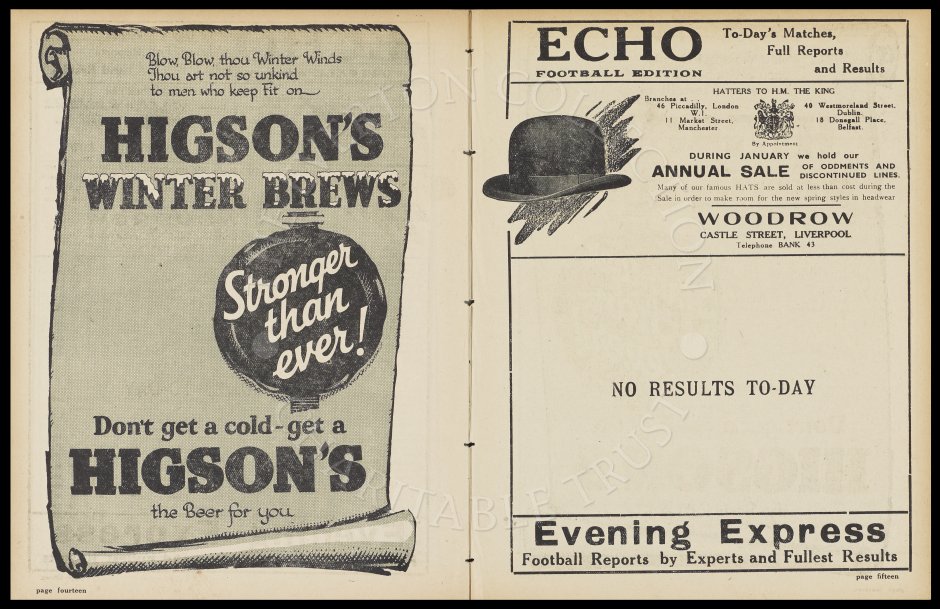 Blow, Blow, thou Winter Winds
Thou art not so unkind
to men who keep Fit on
HIGSON'S
WINTER BREWS
Stronger
than
ever!
Don't get a cold - get a
HIGSON'S
the Beer for you
page fourteen
ECHO
FOOTBALL EDITION
To-Day's Matches,
Full Reports
and Results
HATTERS TO H.M. THE KING
Branches at
46 Piccadilly, London
W.1.
11 Market Street,
Manchester
By Appointment
40 Westmoreland Street,
Dublin.
18 Donegall Place,
Belfast.
DURING JANUARY we hold our
ANNUAL SALE OF ODDMENTS AND
DISCONTINUED LINES.
Many of our famous HATS are sold at less than cost during the
Sale in order to make room for the new spring styles in headwear
WOODROW
CASTLE STREET, LIVERPOOL
Telephone BANK 43
NO RESULTS TO-DAY
Evening Express
Football Reports by Experts and Fullest Results
page fifteen